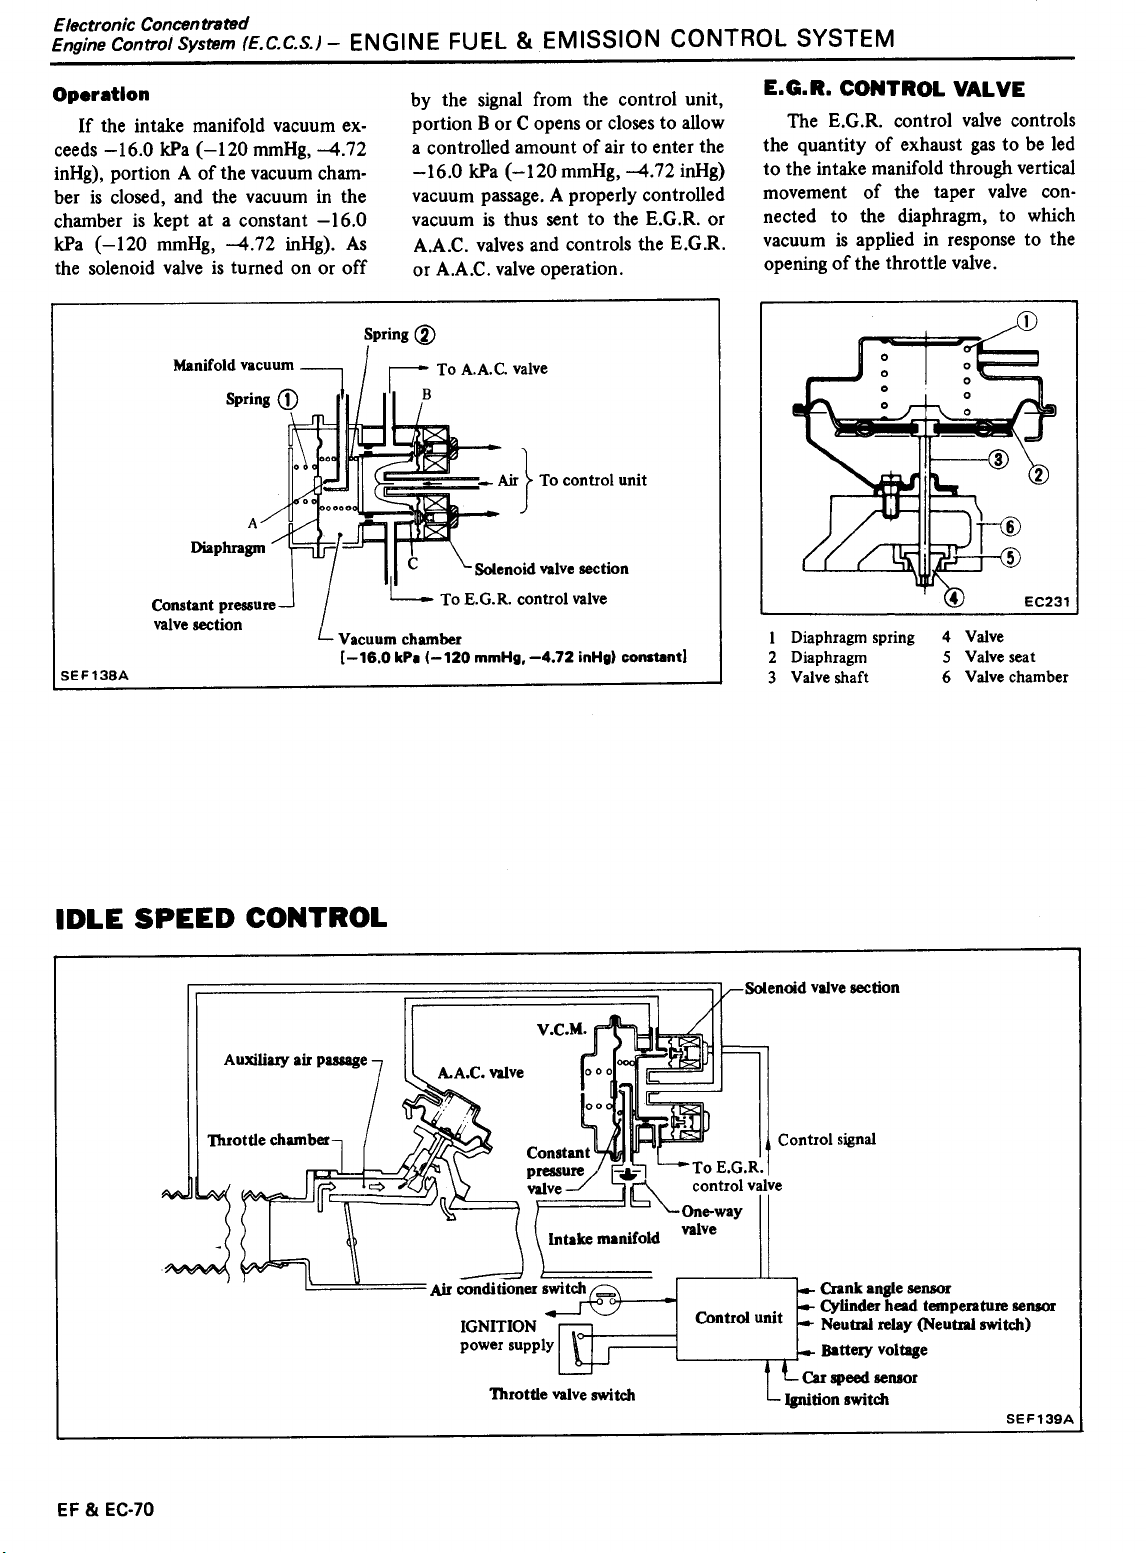 Electronic Concentrated
Engine Control System (E.C.C.S.) – ENGINE FUEL & EMISSION CONTROL SYSTEM
Operation
If the intake manifold vacuum ex-
ceeds –16.0 kPa (–120 mmHg, –4.72
inHg), portion A of the vacuum cham-
ber is closed, and the vacuum in the
chamber is kept at a constant –16.0
kPa (–120 mmHg, –4.72 inHg). As
the solenoid valve is turned on or off
by the signal from the control unit,
portion B or C opens or closes to allow
a controlled amount of air to enter the
–16.0 kPa (–120 mmHg, –4.72 inHg)
vacuum passage. A properly controlled
vacuum is thus sent to the E.G.R. or
A.A.C. valves and controls the E.G.R.
or A.A.C. valve operation.
E.G.R. CONTROL VALVE
The E.G.R. control valve controls
the quantity of exhaust gas to be led
to the intake manifold through vertical
movement of the taper valve con-
nected to the diaphragm, to which
vacuum is applied in response to the
opening of the throttle valve.
Spring ②
Manifold vacuum
To A.A.C. valve
Spring ①
B
Air
To control unit
A
Diaphragm
C
Solenoid valve section
Constant pressure
valve section
To E.G.R. control valve
Vacuum chamber
[–16.0 kPa (–120 mmHg, –4.72 inHg) constant]
SEF138A
①
③
②
⑥
⑤
④
EC231
1 Diaphragm spring
2 Diaphragm
3 Valve shaft
4 Valve
5 Valve seat
6 Valve chamber
IDLE SPEED CONTROL
Solenoid valve section
V.C.M.
Auxiliary air passage
A.A.C. valve
Throttle chamber
Control signal
Constant
pressure
valve
To E.G.R.
control valve
One-way
valve
Intake manifold
Air conditioner switch
IGNITION
power supply
Control unit
Crank angle sensor
Cylinder head temperature sensor
Neutral relay (Neutral switch)
Battery voltage
Car speed sensor
Ignition switch
Throttle valve switch
SEF139A
EF & EC-70